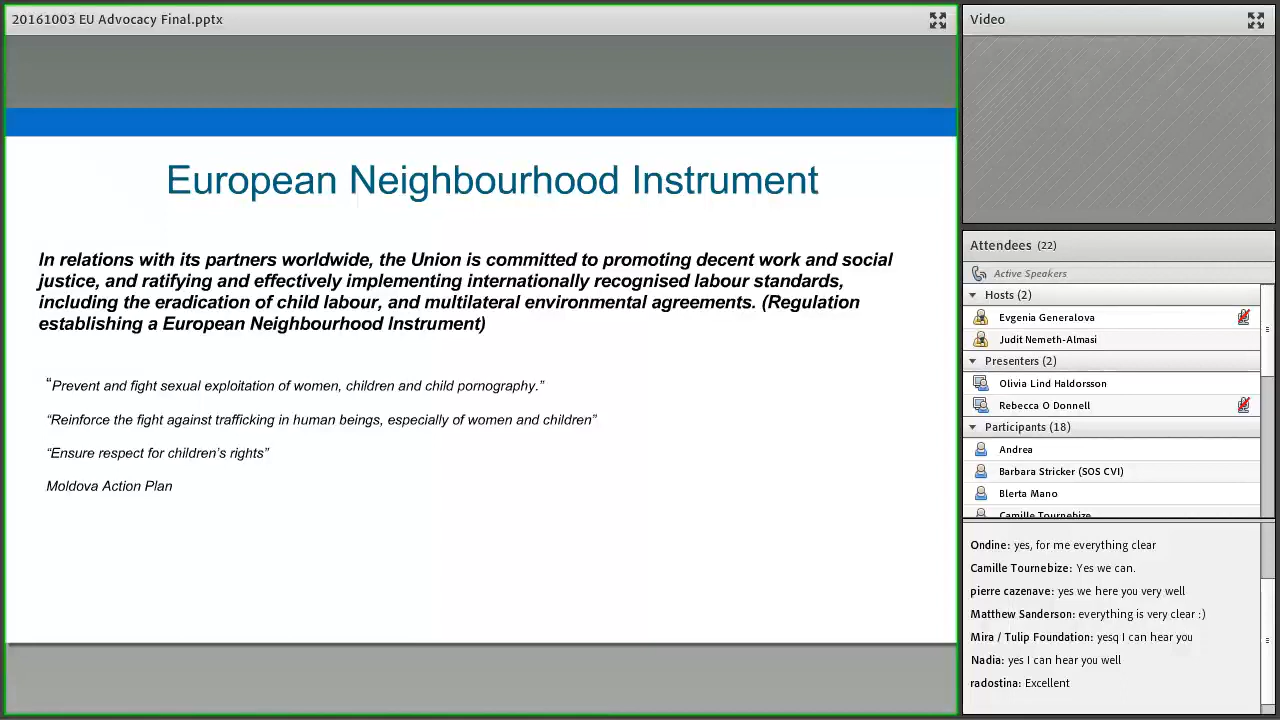 20161003 EU Advocacy Final.pptx
European Neighbourhood Instrument
In relations with its partners worldwide, the Union is committed to promoting decent work and social
justice, and ratifying and effectively implementing internationally recognised labour standards,
including the eradication of child labour, and multilateral environmental agreements. (Regulation
establishing a European Neighbourhood Instrument)
“Prevent and fight sexual exploitation of women, children and child pornography.”
“Reinforce the fight against trafficking in human beings, especially of women and children”
“Ensure respect for children’s rights”
Moldova Action Plan
Video
Attendees (22)
Active Speakers
Hosts (2)
Evgenia Generalova
Judit Nemeth-Almasi
Presenters (2)
Olivia Lind Haldorsson
Rebecca O Donnell
Participants (18)
Andrea
Barbara Stricker (SOS CVI)
Blerta Mano
Camille Tournebize
Ondine: yes, for me everything clear
Camille Tournebize: Yes we can.
pierre cazenave: yes we here you very well
Matthew Sanderson: everything is very clear :)
Mira / Tulip Foundation: yesq I can hear you
Nadia: yes I can hear you well
radostina: Excellent